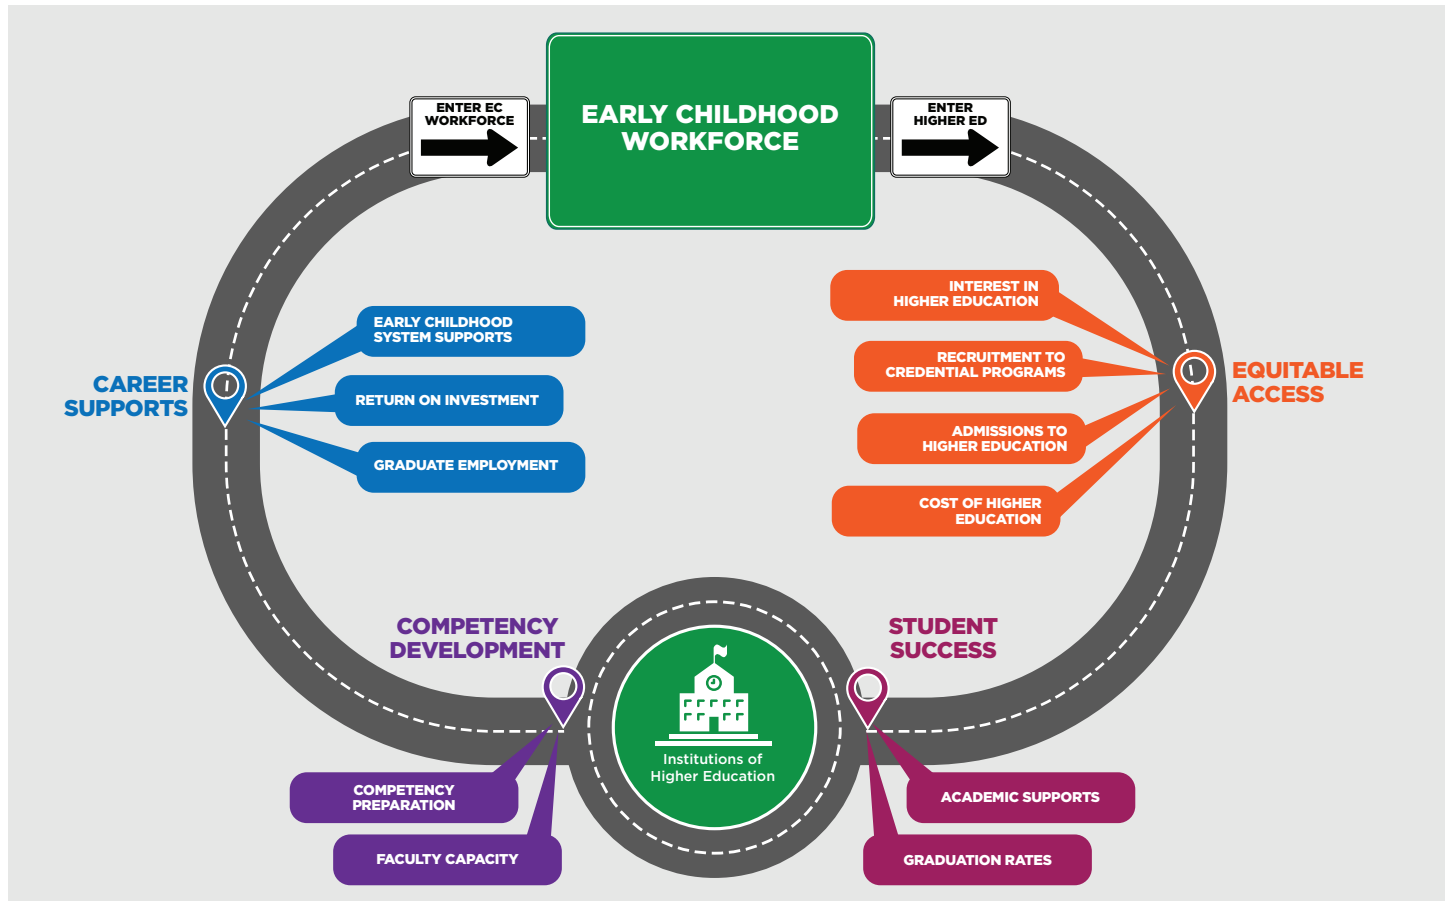 ENTER EC
WORKFORCE
EARLY CHILDHOOD
WORKFORCE
ENTER
HIGHER ED
INTEREST IN
HIGHER EDUCATION
RECRUITMENT TO
CREDENTIAL PROGRAMS
ADMISSIONS TO
HIGHER EDUCATION
COST OF HIGHER
EDUCATION
EQUITABLE
ACCESS
EARLY CHILDHOOD
SYSTEM SUPPORTS
RETURN ON INVESTMENT
GRADUATE EMPLOYMENT
CAREER
SUPPORTS
COMPETENCY
DEVELOPMENT
STUDENT
SUCCESS
Institutions of
Higher Education
COMPETENCY
PREPARATION
FACULTY CAPACITY
ACADEMIC SUPPORTS
GRADUATION RATES